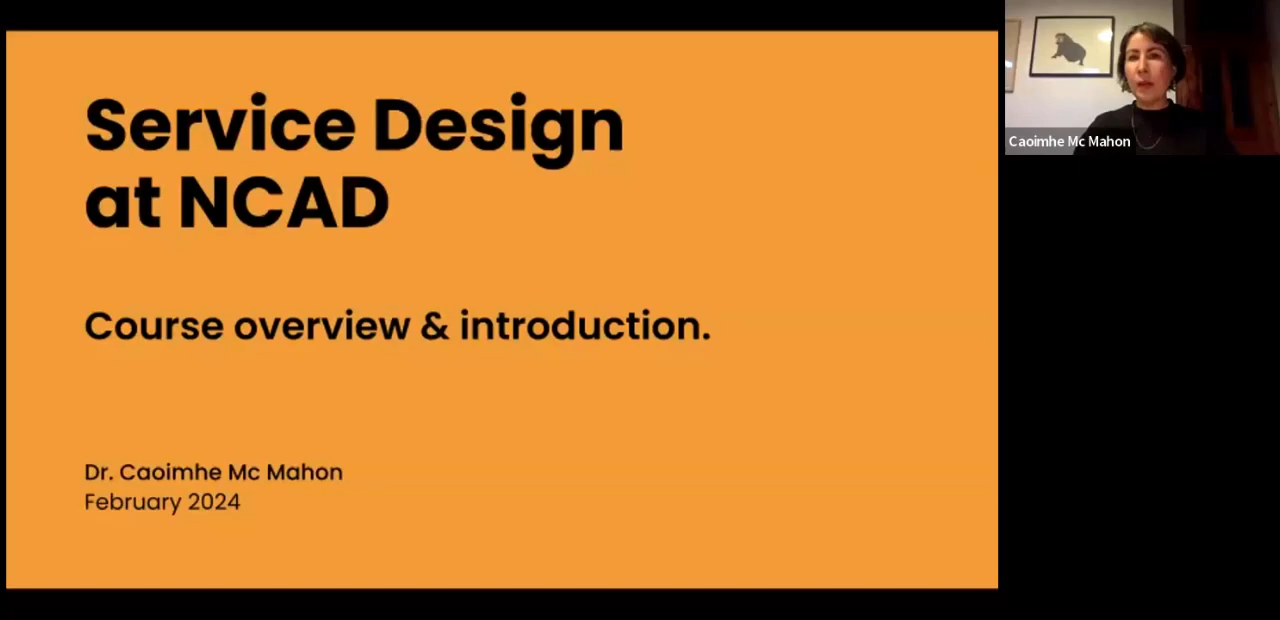 Service Design
at NCAD
Course overview & introduction.
Dr. Caoimhe Mc Mahon
February 2024
Caoimhe Mc Mahon